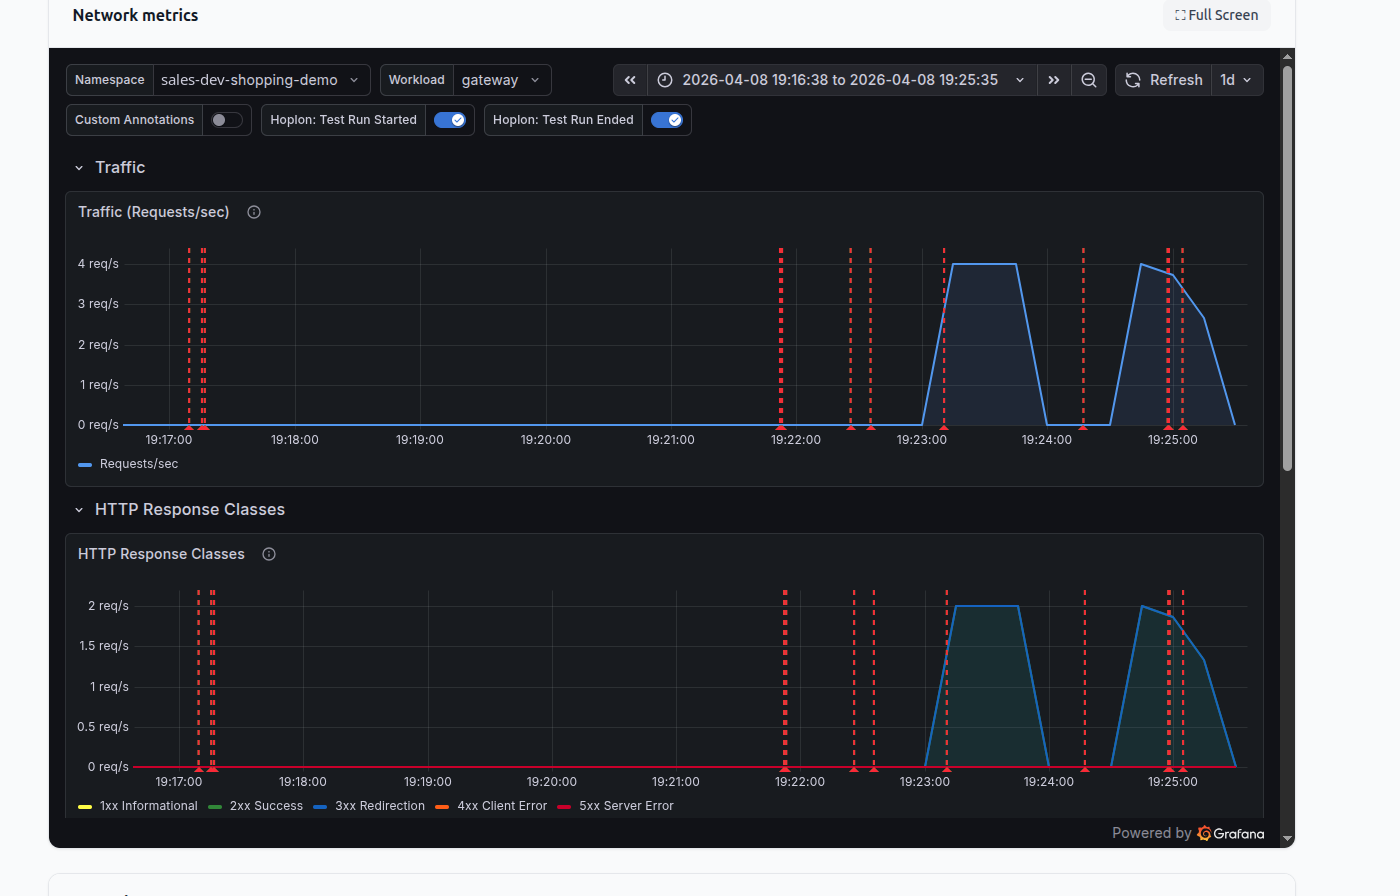 Network metrics
Full Screen
Namespace sales-dev-shopping-demo Workload gateway 2026-04-08 19:16:38 to 2026-04-08 19:25:35 Refresh 1d
Custom Annotations Hoplon: Test Run Started Hoplon: Test Run Ended
Traffic
Traffic (Requests/sec)
4 req/s
3 req/s
2 req/s
1 req/s
0 req/s
19:17:00 19:18:00 19:19:00 19:20:00 19:21:00 19:22:00 19:23:00 19:24:00 19:25:00
Requests/sec
HTTP Response Classes
HTTP Response Classes
2 req/s
1.5 req/s
1 req/s
0.5 req/s
0 req/s
19:17:00 19:18:00 19:19:00 19:20:00 19:21:00 19:22:00 19:23:00 19:24:00 19:25:00
1xx Informational 2xx Success 3xx Redirection 4xx Client Error 5xx Server Error
Powered by Grafana